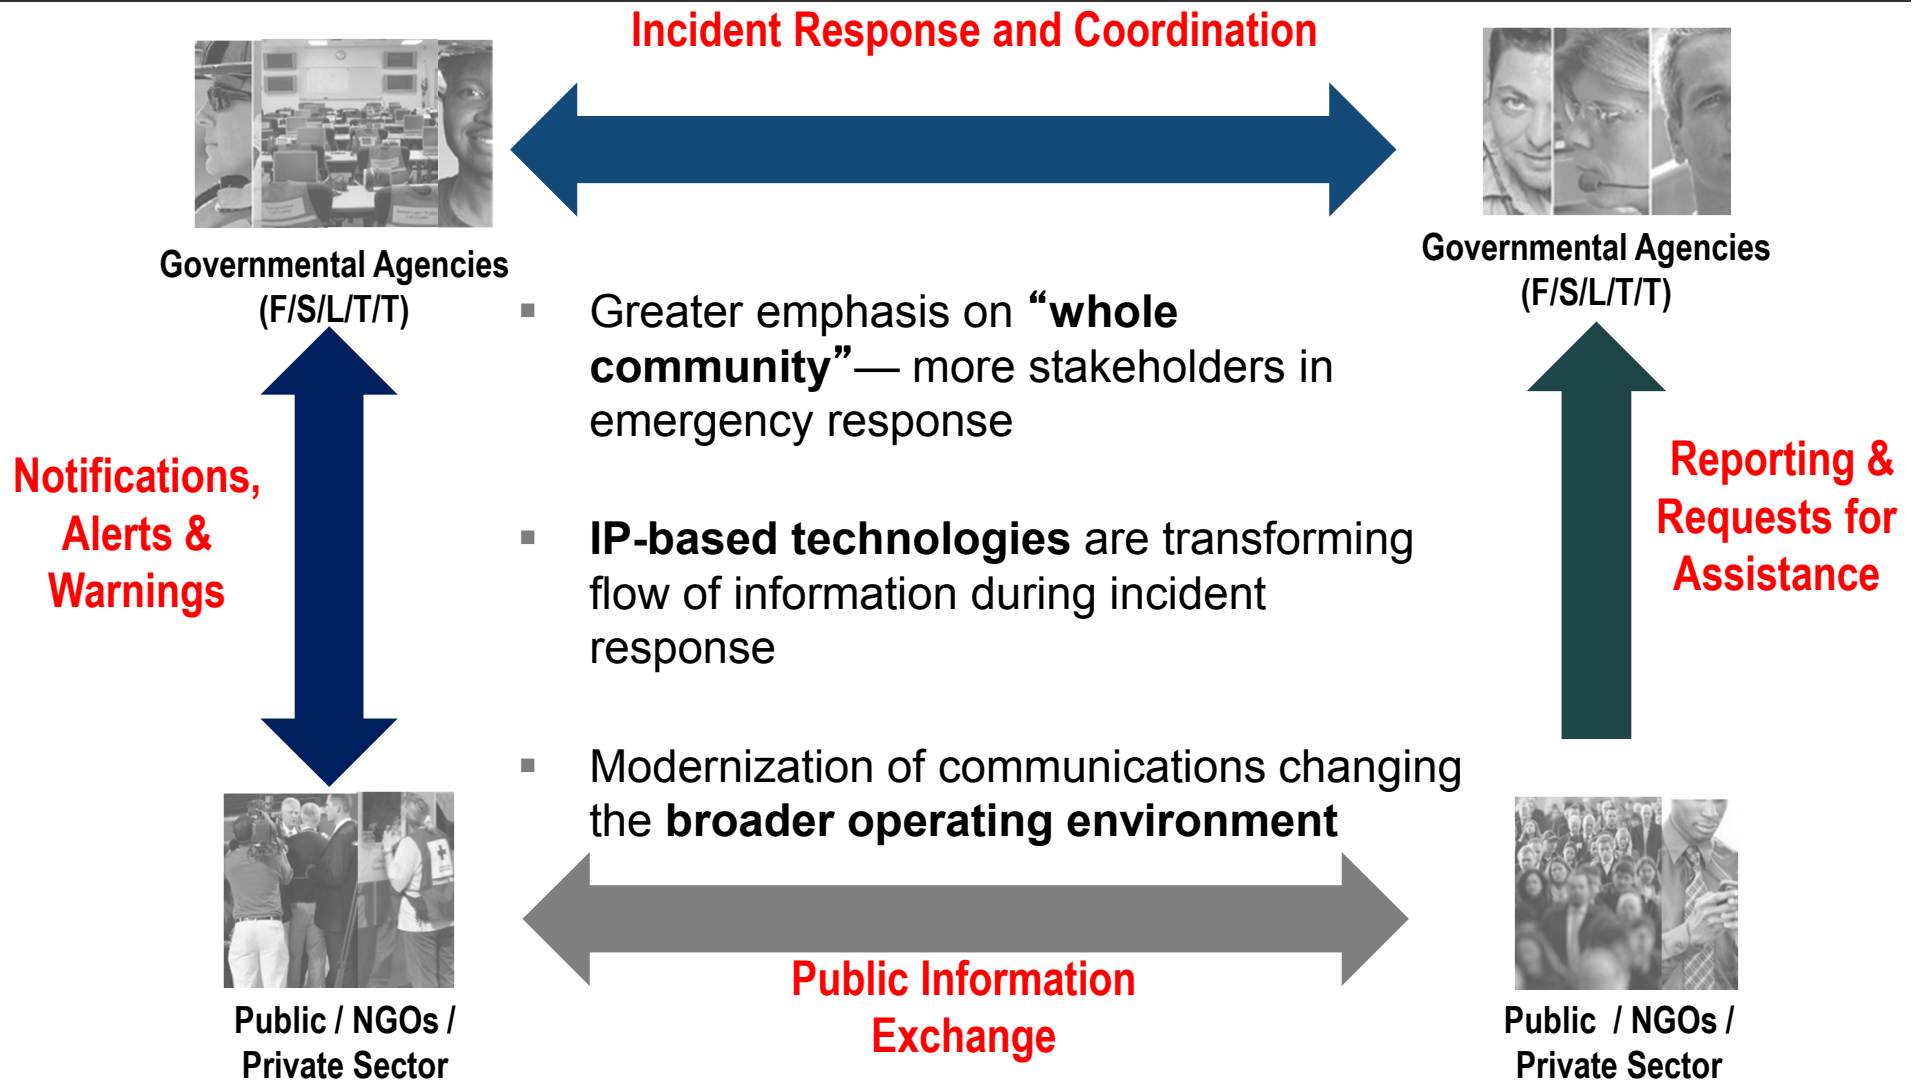 Incident Response and Coordination
Governmental Agencies
(F/S/L/T/T)
Governmental Agencies
(F/S/L/T/T)
▪ Greater emphasis on “whole
community”— more stakeholders in
emergency response
▪ IP-based technologies are transforming
flow of information during incident
response
▪ Modernization of communications changing
the broader operating environment
Notifications,
Alerts &
Warnings
Reporting &
Requests for
Assistance
Public Information
Exchange
Public / NGOs /
Private Sector
Public / NGOs /
Private Sector